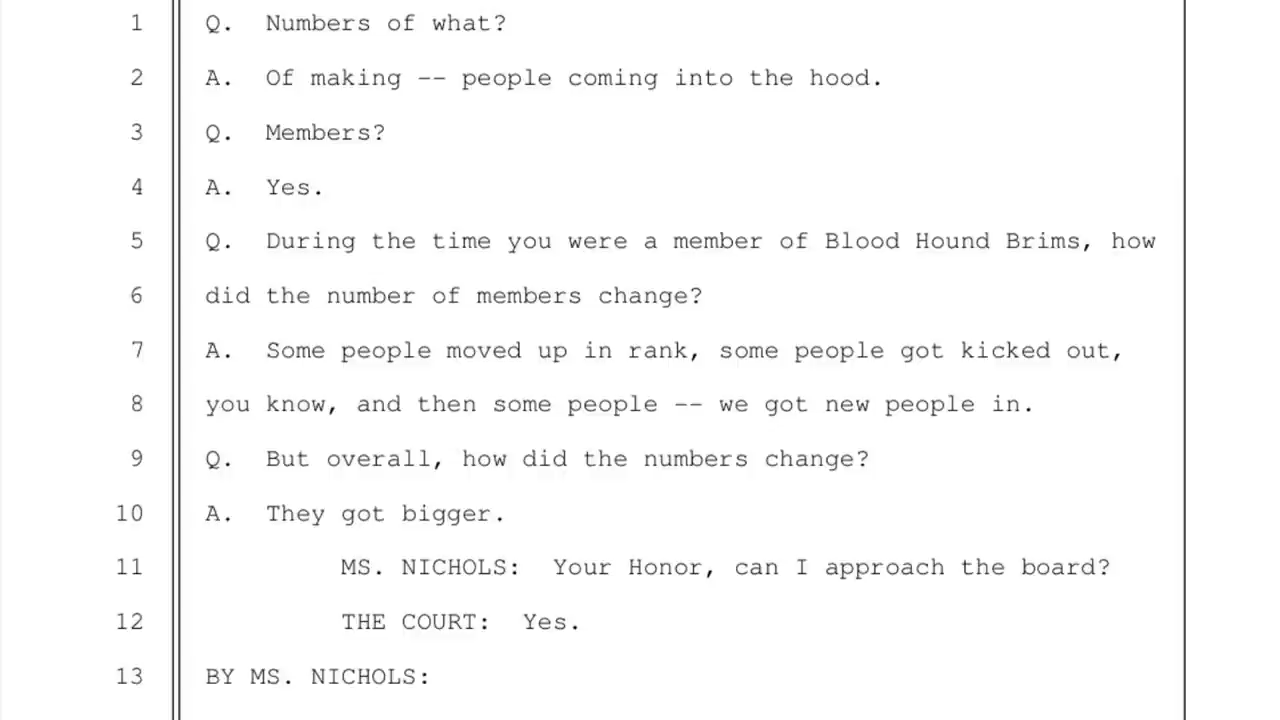 1 Q. Numbers of what?
2 A. Of making -- people coming into the hood.
3 Q. Members?
4 A. Yes.
5 Q. During the time you were a member of Blood Hound Brims, how
6 did the number of members change?
7 A. Some people moved up in rank, some people got kicked out,
8 you know, and then some people -- we got new people in.
9 Q. But overall, how did the numbers change?
10 A. They got bigger.
11 MS. NICHOLS: Your Honor, can I approach the board?
12 THE COURT: Yes.
13 BY MS. NICHOLS: